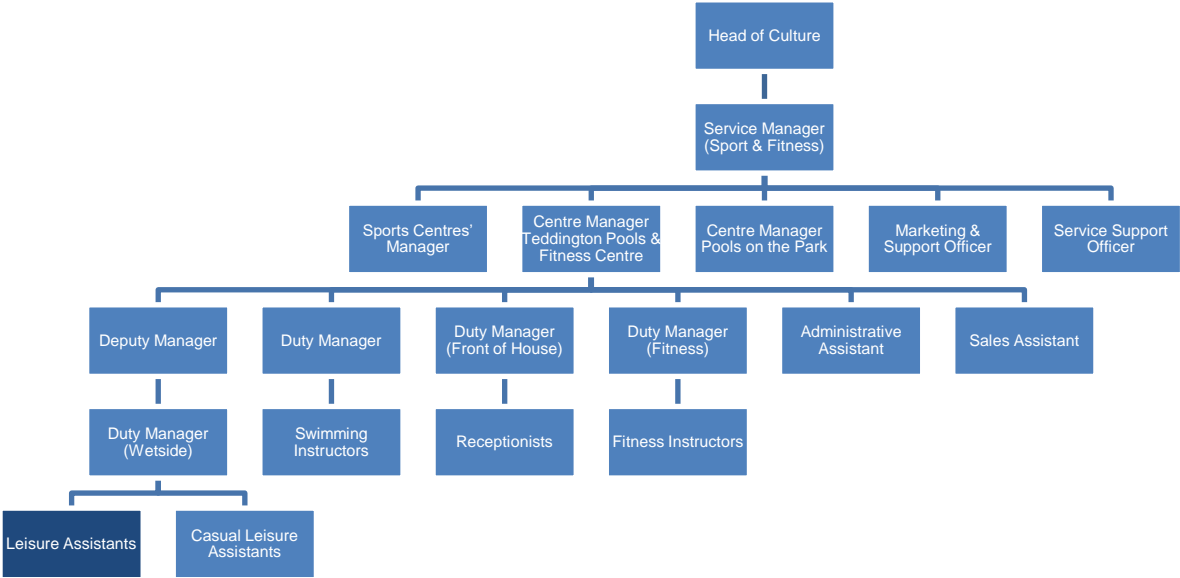 Head of Culture
Service Manager
(Sport & Fitness)
Sports Centres'
Manager
Centre Manager
Teddington Pools &
Fitness Centre
Centre Manager
Pools on the Park
Marketing &
Support Officer
Service Support
Officer
Deputy Manager
Duty Manager
Duty Manager
(Front of House)
Duty Manager
(Fitness)
Administrative
Assistant
Sales Assistant
Duty Manager
(Wetside)
Swimming
Instructors
Receptionists
Fitness Instructors
Leisure Assistants
Casual Leisure
Assistants